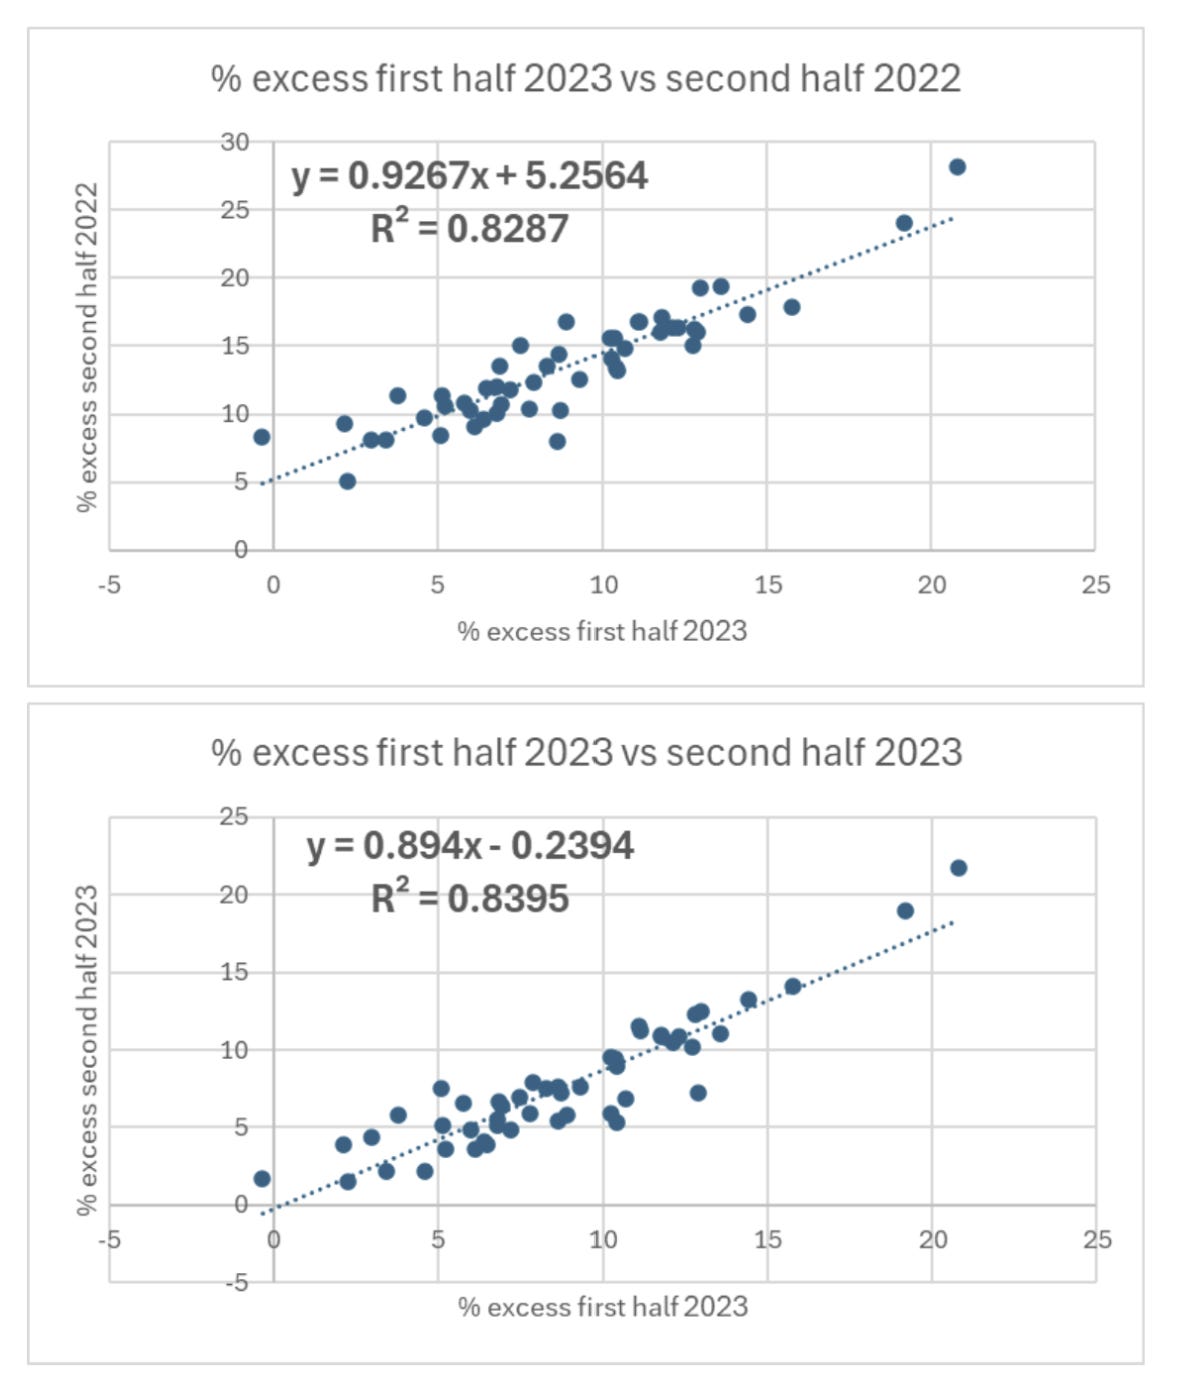 % excess first half 2023 vs second half 2022
30
y = 0.9267x + 5.2564
25
R² = 0.8287
20
15
10
5
0
-5 0 5 10 15 20 25
% excess second half 2022
% excess first half 2023
% excess first half 2023 vs second half 2023
25
y = 0.894x - 0.2394
20
R² = 0.8395
15
10
5
0
-5 0 5 10 15 20 25
-5
% excess second half 2023
% excess first half 2023